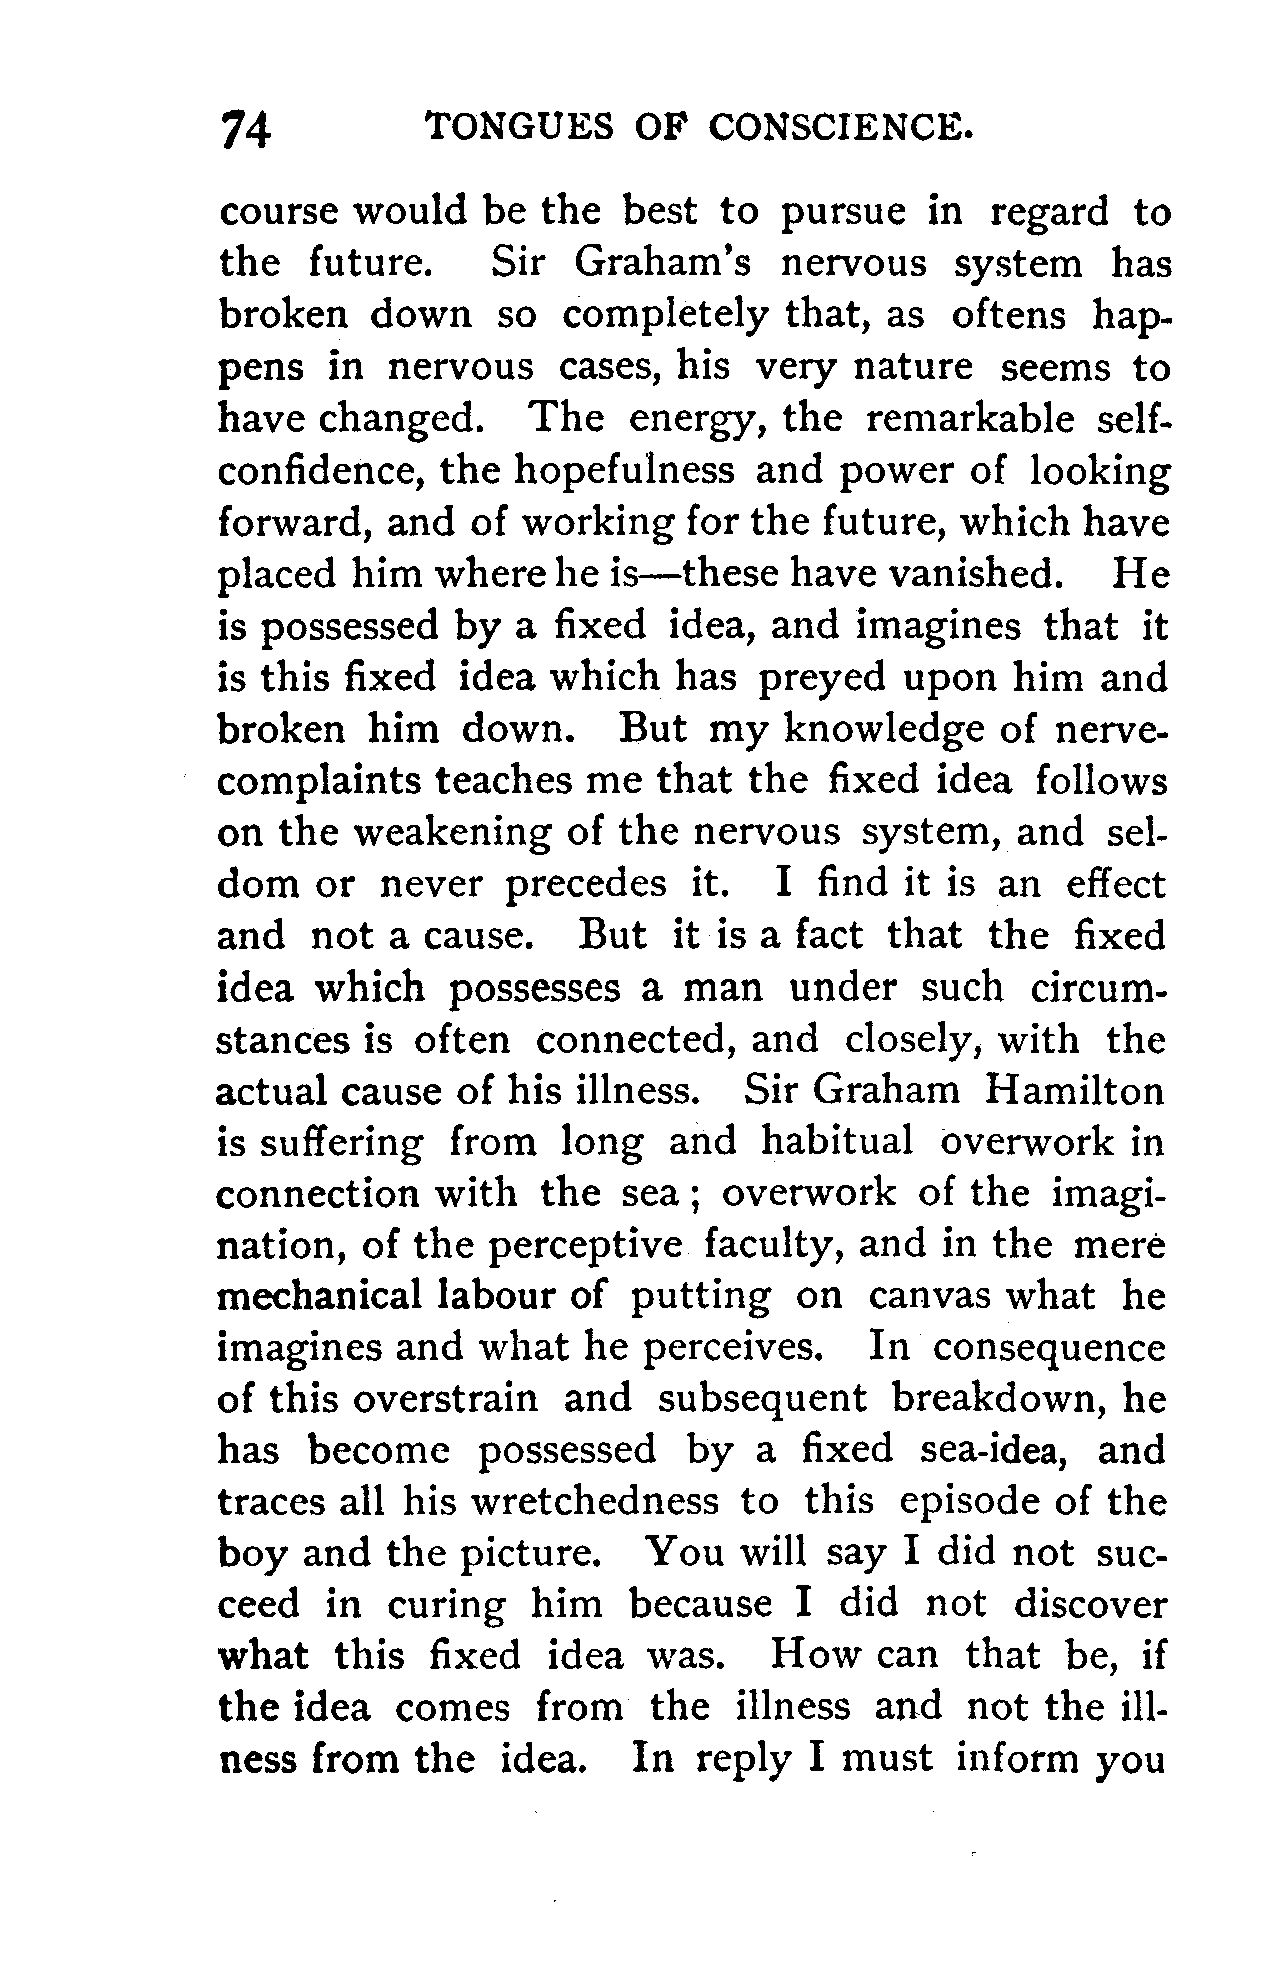 74 TONGUES OF CONSCIENCE.
course would be the best to pursue in regard to
the future. Sir Graham's nervous system has
broken down so completely that, as oftens hap-
pens in nervous cases, his very nature seems to
have changed. The energy, the remarkable self-
confidence, the hopefulness and power of looking
forward, and of working for the future, which have
placed him where he is—these have vanished. He
is possessed by a fixed idea, and imagines that it
is this fixed idea which has preyed upon him and
broken him down. But my knowledge of nerve-
complaints teaches me that the fixed idea follows
on the weakening of the nervous system, and sel-
dom or never precedes it. I find it is an effect
and not a cause. But it is a fact that the fixed
idea which possesses a man under such circum-
stances is often connected, and closely, with the
actual cause of his illness. Sir Graham Hamilton
is suffering from long and habitual overwork in
connection with the sea ; overwork of the imagi-
nation, of the perceptive faculty, and in the mere
mechanical labour of putting on canvas what he
imagines and what he perceives. In consequence
of this overstrain and subsequent breakdown, he
has become possessed by a fixed sea-idea, and
traces all his wretchedness to this episode of the
boy and the picture. You will say I did not suc-
ceed in curing him because I did not discover
what this fixed idea was. How can that be, if
the idea comes from the illness and not the ill-
ness from the idea. In reply I must inform you